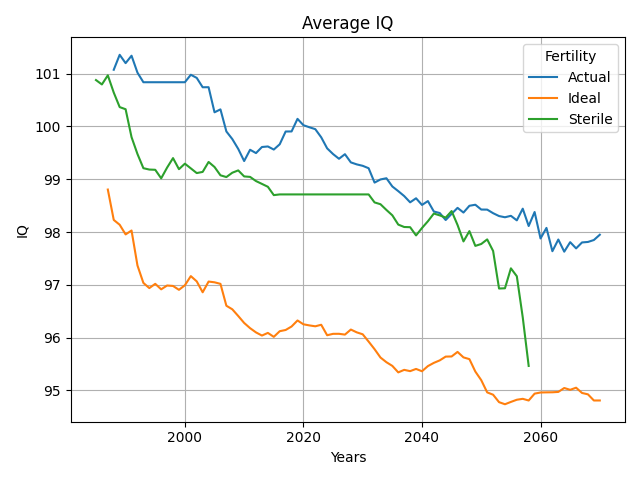 Average IQ
Fertility
Actual
Ideal
Sterile
IQ
101
100
99
98
97
96
95
2000
2020
2040
2060
Years